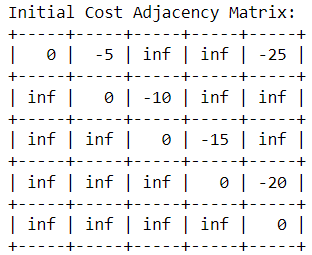 Initial Cost Adjacency Matrix:
+-----+-----+-----+-----+-----+
|   0 |  -5 | inf | inf | -25 |
+-----+-----+-----+-----+-----+
| inf |   0 | -10 | inf | inf |
+-----+-----+-----+-----+-----+
| inf | inf |   0 | -15 | inf |
+-----+-----+-----+-----+-----+
| inf | inf | inf |   0 | -20 |
+-----+-----+-----+-----+-----+
| inf | inf | inf | inf |   0 |
+-----+-----+-----+-----+-----+